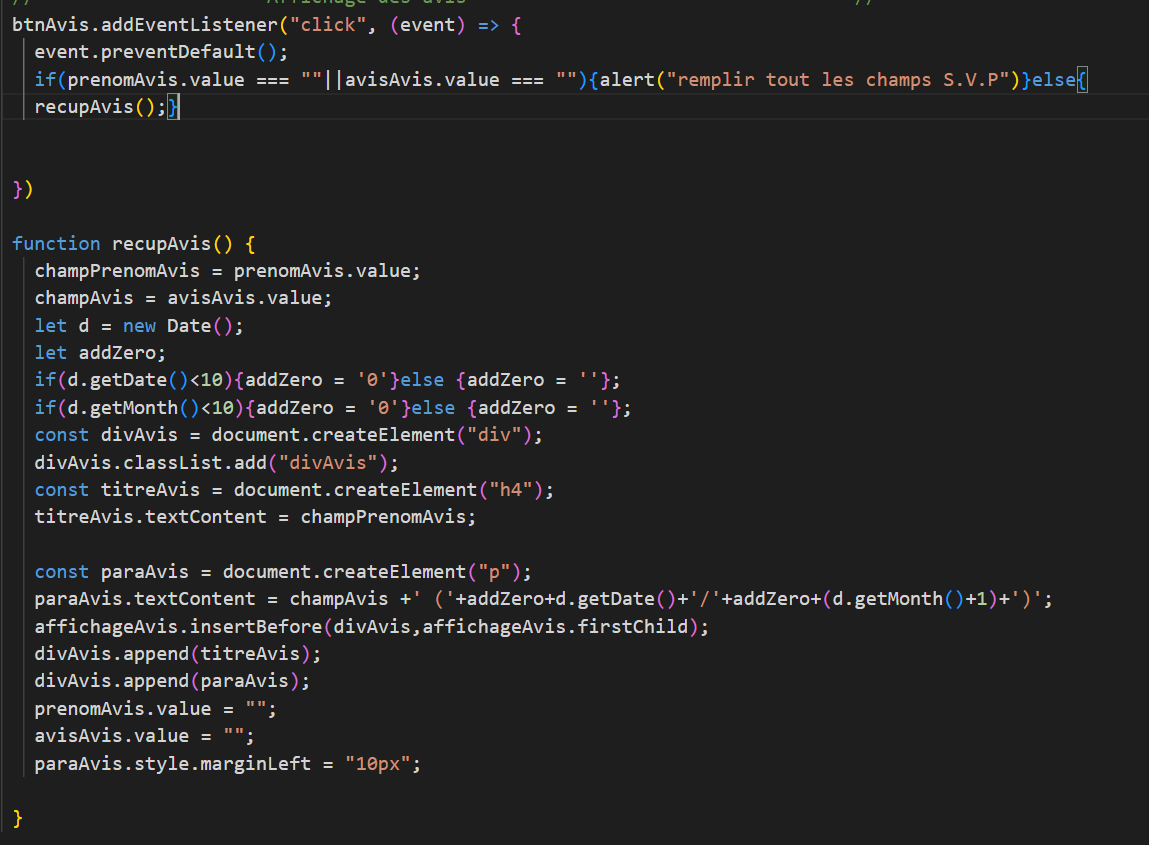 // Affichage des avis //
btnAvis.addEventListener("click", (event) => {
event.preventDefault();
if(prenomAvis.value === ""||avisAvis.value === ""){alert("remplir tout les champs S.V.P")}else{
recupAvis();}
})
function recupAvis() {
champPrenomAvis = prenomAvis.value;
champAvis = avisAvis.value;
let d = new Date();
let addZero;
if(d.getDate()<10){addZero = '0'}else {addZero = ''};
if(d.getMonth()<10){addZero = '0'}else {addZero = ''};
const divAvis = document.createElement("div");
divAvis.classList.add("divAvis");
const titreAvis = document.createElement("h4");
titreAvis.textContent = champPrenomAvis;
const paraAvis = document.createElement("p");
paraAvis.textContent = champAvis +' ('+addZero+d.getDate()+'/'+addZero+(d.getMonth()+1)+')';
affichageAvis.insertBefore(divAvis,affichageAvis.firstChild);
divAvis.append(titreAvis);
divAvis.append(paraAvis);
prenomAvis.value = "";
avisAvis.value = "";
paraAvis.style.marginLeft = "10px";
}